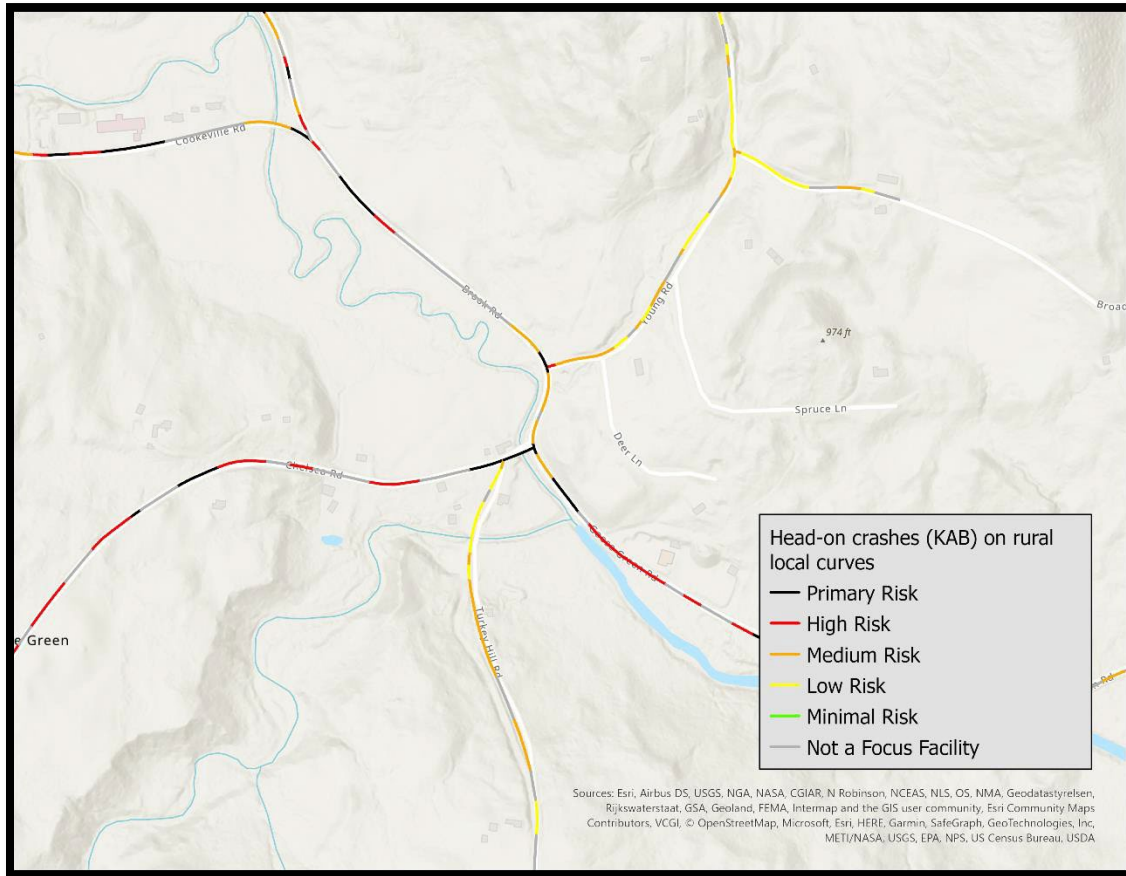 Cookeville Rd
Brook Rd
Young Rd
974 ft
Broad
Spruce Ln
Deer Ln
Chelsea Rd
Goose Green Rd
Turkey Hill Rd
e Green
Head-on crashes (KAB) on rural
local curves
Primary Risk
High Risk
Medium Risk
Low Risk
Minimal Risk
Not a Focus Facility
Rd
Sources: Esri, Airbus DS, USGS, NGA, NASA, CGIAR, N Robinson, NCEAS, NLS, OS, NMA, Geodatastyrelsen,
Rijkswaterstaat, GSA, Geoland, FEMA, Intermap and the GIS user community, Esri Community Maps
Contributors, VCGI, © OpenStreetMap, Microsoft, Esri, HERE, Garmin, SafeGraph, GeoTechnologies, Inc,
METI/NASA, USGS, EPA, NPS, US Census Bureau, USDA